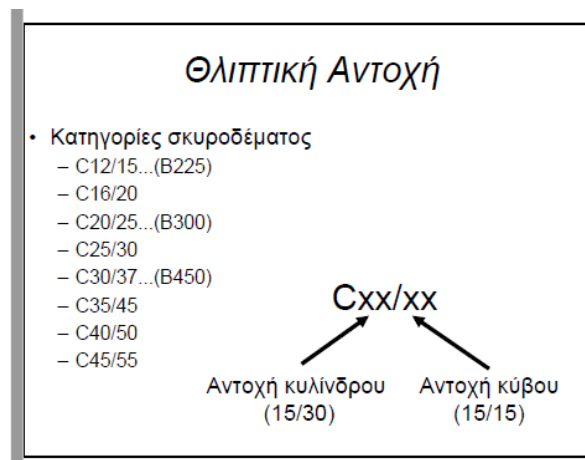 Θλιπτική Αντοχή
• Κατηγορίες σκυροδέματος
– C12/15...(B225)
– C16/20
– C20/25...(B300)
– C25/30
– C30/37...(B450)
– C35/45
– C40/50
– C45/55
Cxx/xx
Αντοχή κυλίνδρου
(15/30)
Αντοχή κύβου
(15/15)